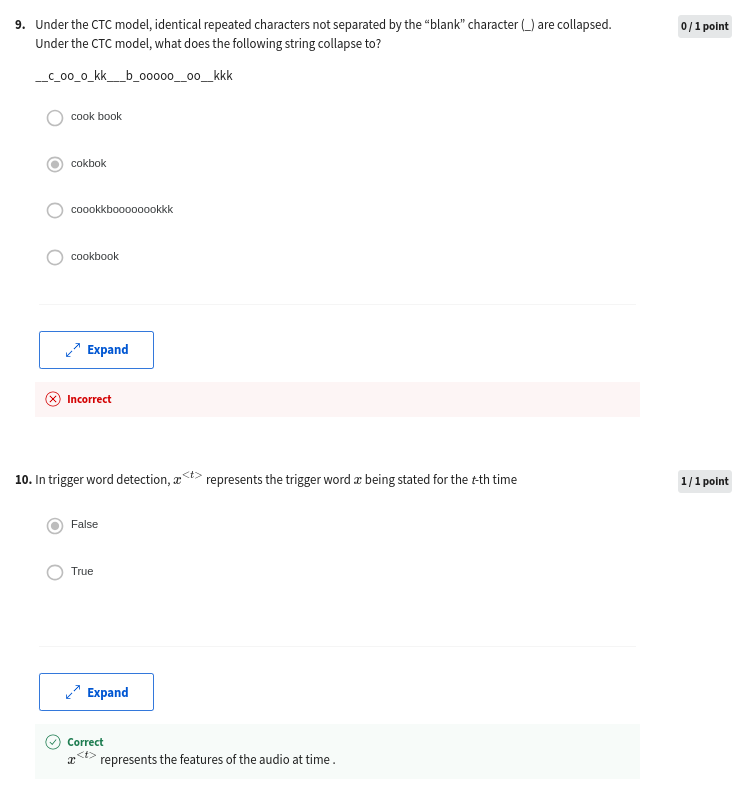 9. Under the CTC model, identical repeated characters not separated by the “blank” character (_) are collapsed. 0 / 1 point
Under the CTC model, what does the following string collapse to?
__c_oo_o_kk___b_ooooo__oo__kkk
cook book
cokbok
coookkboooooookkk
cookbook
Expand
Incorrect
10. In trigger word detection, x<t> represents the trigger word x being stated for the t-th time 1 / 1 point
False
True
Expand
Correct
x<t> represents the features of the audio at time .